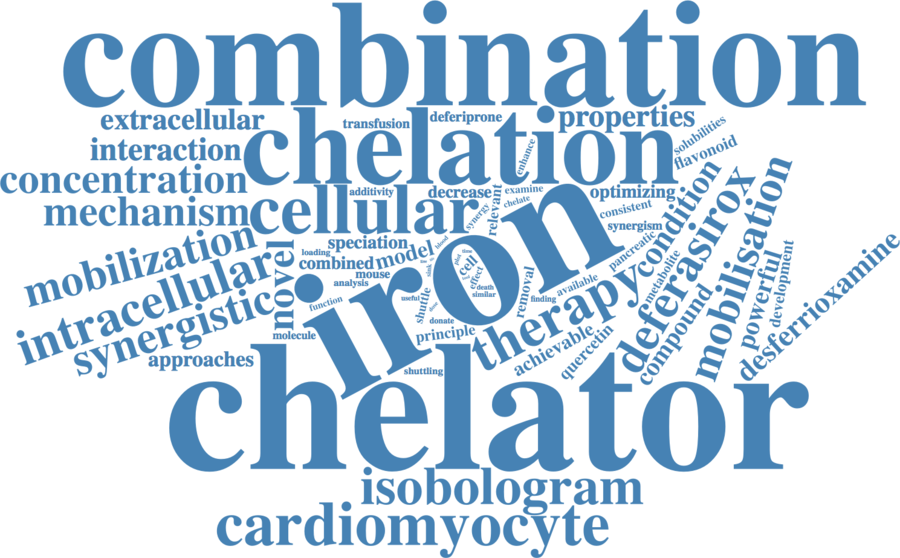 combination
extracellular
transfusion
deferiprone
properties
solubilities
chelation
interaction
enhance
flavonoid
concentration
additivity
decrease
examine
optimizing
condition
chelate
relevant
mechanism
cellular
synergy
consistent
deferasirox
mobilisation
synergism
mobilization
speciation
blood
iron
pancreatic
novel
loading
model
combined
cell
mouse
effect
analysis
death
similar
removal
available
metabolite
powerful
development
desferrioxamine
intracellular
function
useful
shuttle
finding
therapy
compound
synergistic
donate
molecule
principle
achievable
quercetin
approaches
shuttling
chelator
isobologram
cardiomyocyte